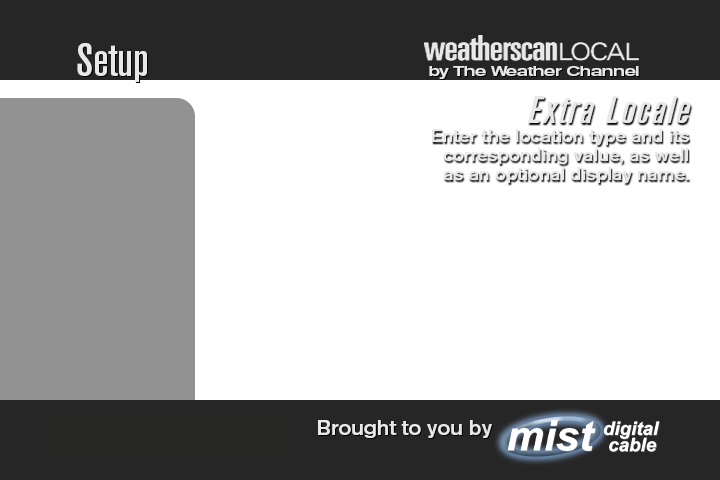 Setup
weatherscanLOCAL
by The Weather Channel
Extra Locale
Enter the location type and its
corresponding value, as well
as an optional display name.
Brought to you by
mist digital
cable